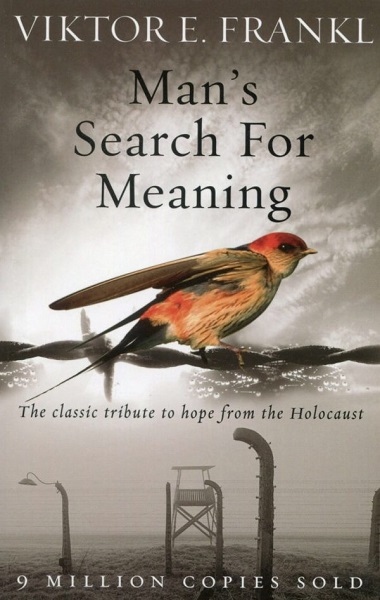 VIKTOR E. FRANKL
Man's
Search For
Meaning
The classic tribute to hope from the Holocaust
9 MILLION COPIES SOLD